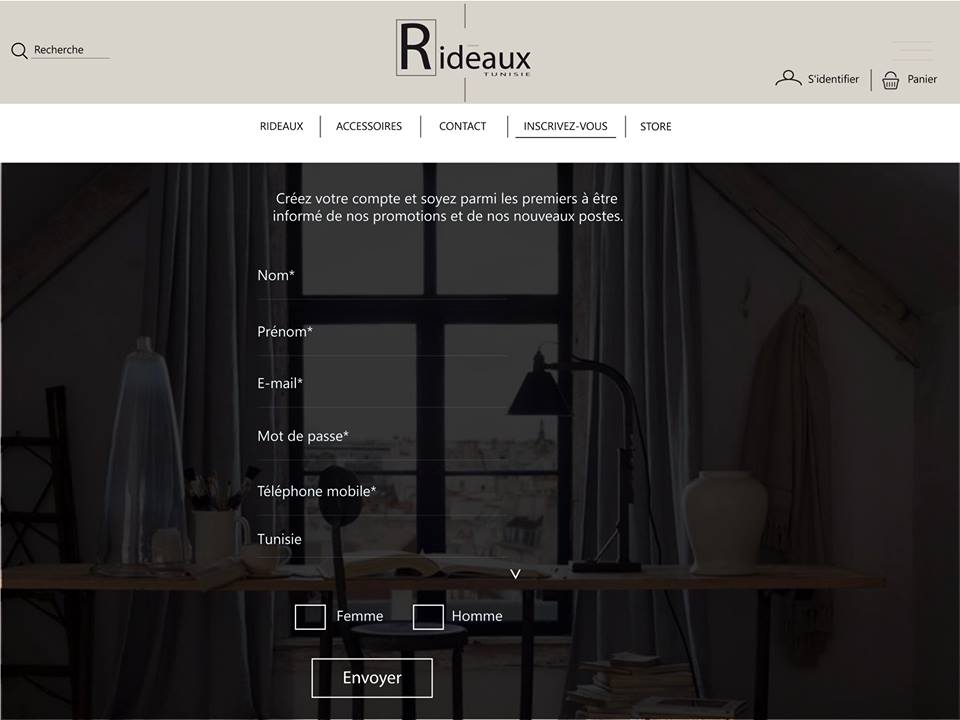 Recherche
Rideaux
TUNISIE
S'identifier
Panier
RIDEAUX
ACCESSOIRES
CONTACT
INSCRIVEZ-VOUS
STORE
Créez votre compte et soyez parmi les premiers à être
informé de nos promotions et de nos nouveaux postes.
Nom*
Prénom*
E-mail*
Mot de passe*
Téléphone mobile*
Tunisie
Femme
Homme
Envoyer